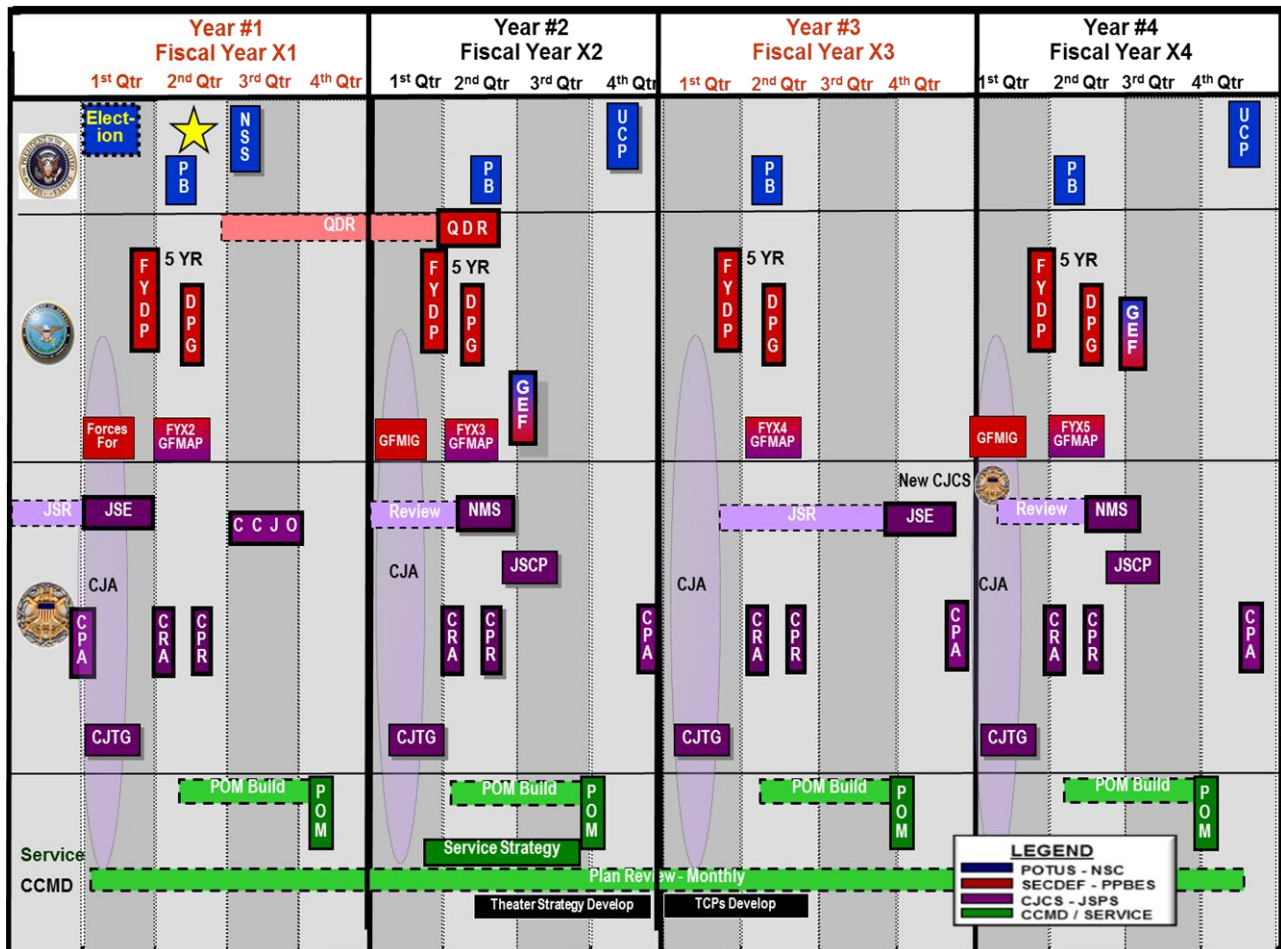 Year #1
Fiscal Year X1
Year #2
Fiscal Year X2
Year #3
Fiscal Year X3
Year #4
Fiscal Year X4
1st Qtr 2nd Qtr 3rd Qtr 4th Qtr
1st Qtr 2nd Qtr 3rd Qtr 4th Qtr
1st Qtr 2nd Qtr 3rd Qtr 4th Qtr
1st Qtr 2nd Qtr 3rd Qtr 4th Qtr
Elect-
ion
PB
NSS
PB
UCP
PB
PB
UCP
QDR
QDR
FYDP
5 YR
DPG
FYDP
5 YR
DPG
GEF
FYDP
5 YR
DPG
FYDP
5 YR
DPG
GEF
Forces
For
FYX2
GFMAP
GFMIG
FYX3
GFMAP
FYX4
GFMAP
GFMIG
FYX5
GFMAP
New CJCS
JSR
JSE
CCJO
Review
NMS
JSR
JSE
Review
NMS
JSCP
JSCP
CJA
CJA
CJA
CJA
CPA
CRA
CPR
CRA
CPR
CPA
CRA
CPR
CPA
CRA
CPR
CPA
CJTG
CJTG
CJTG
CJTG
POM Build
POM
POM Build
POM
POM Build
POM
POM Build
POM
Service
Service Strategy
CCMD
Plan Review - Monthly
Theater Strategy Develop
TCPs Develop
LEGEND
POTUS - NSC
SECDEF - PPBES
CJCS - JSPS
CCMD / SERVICE